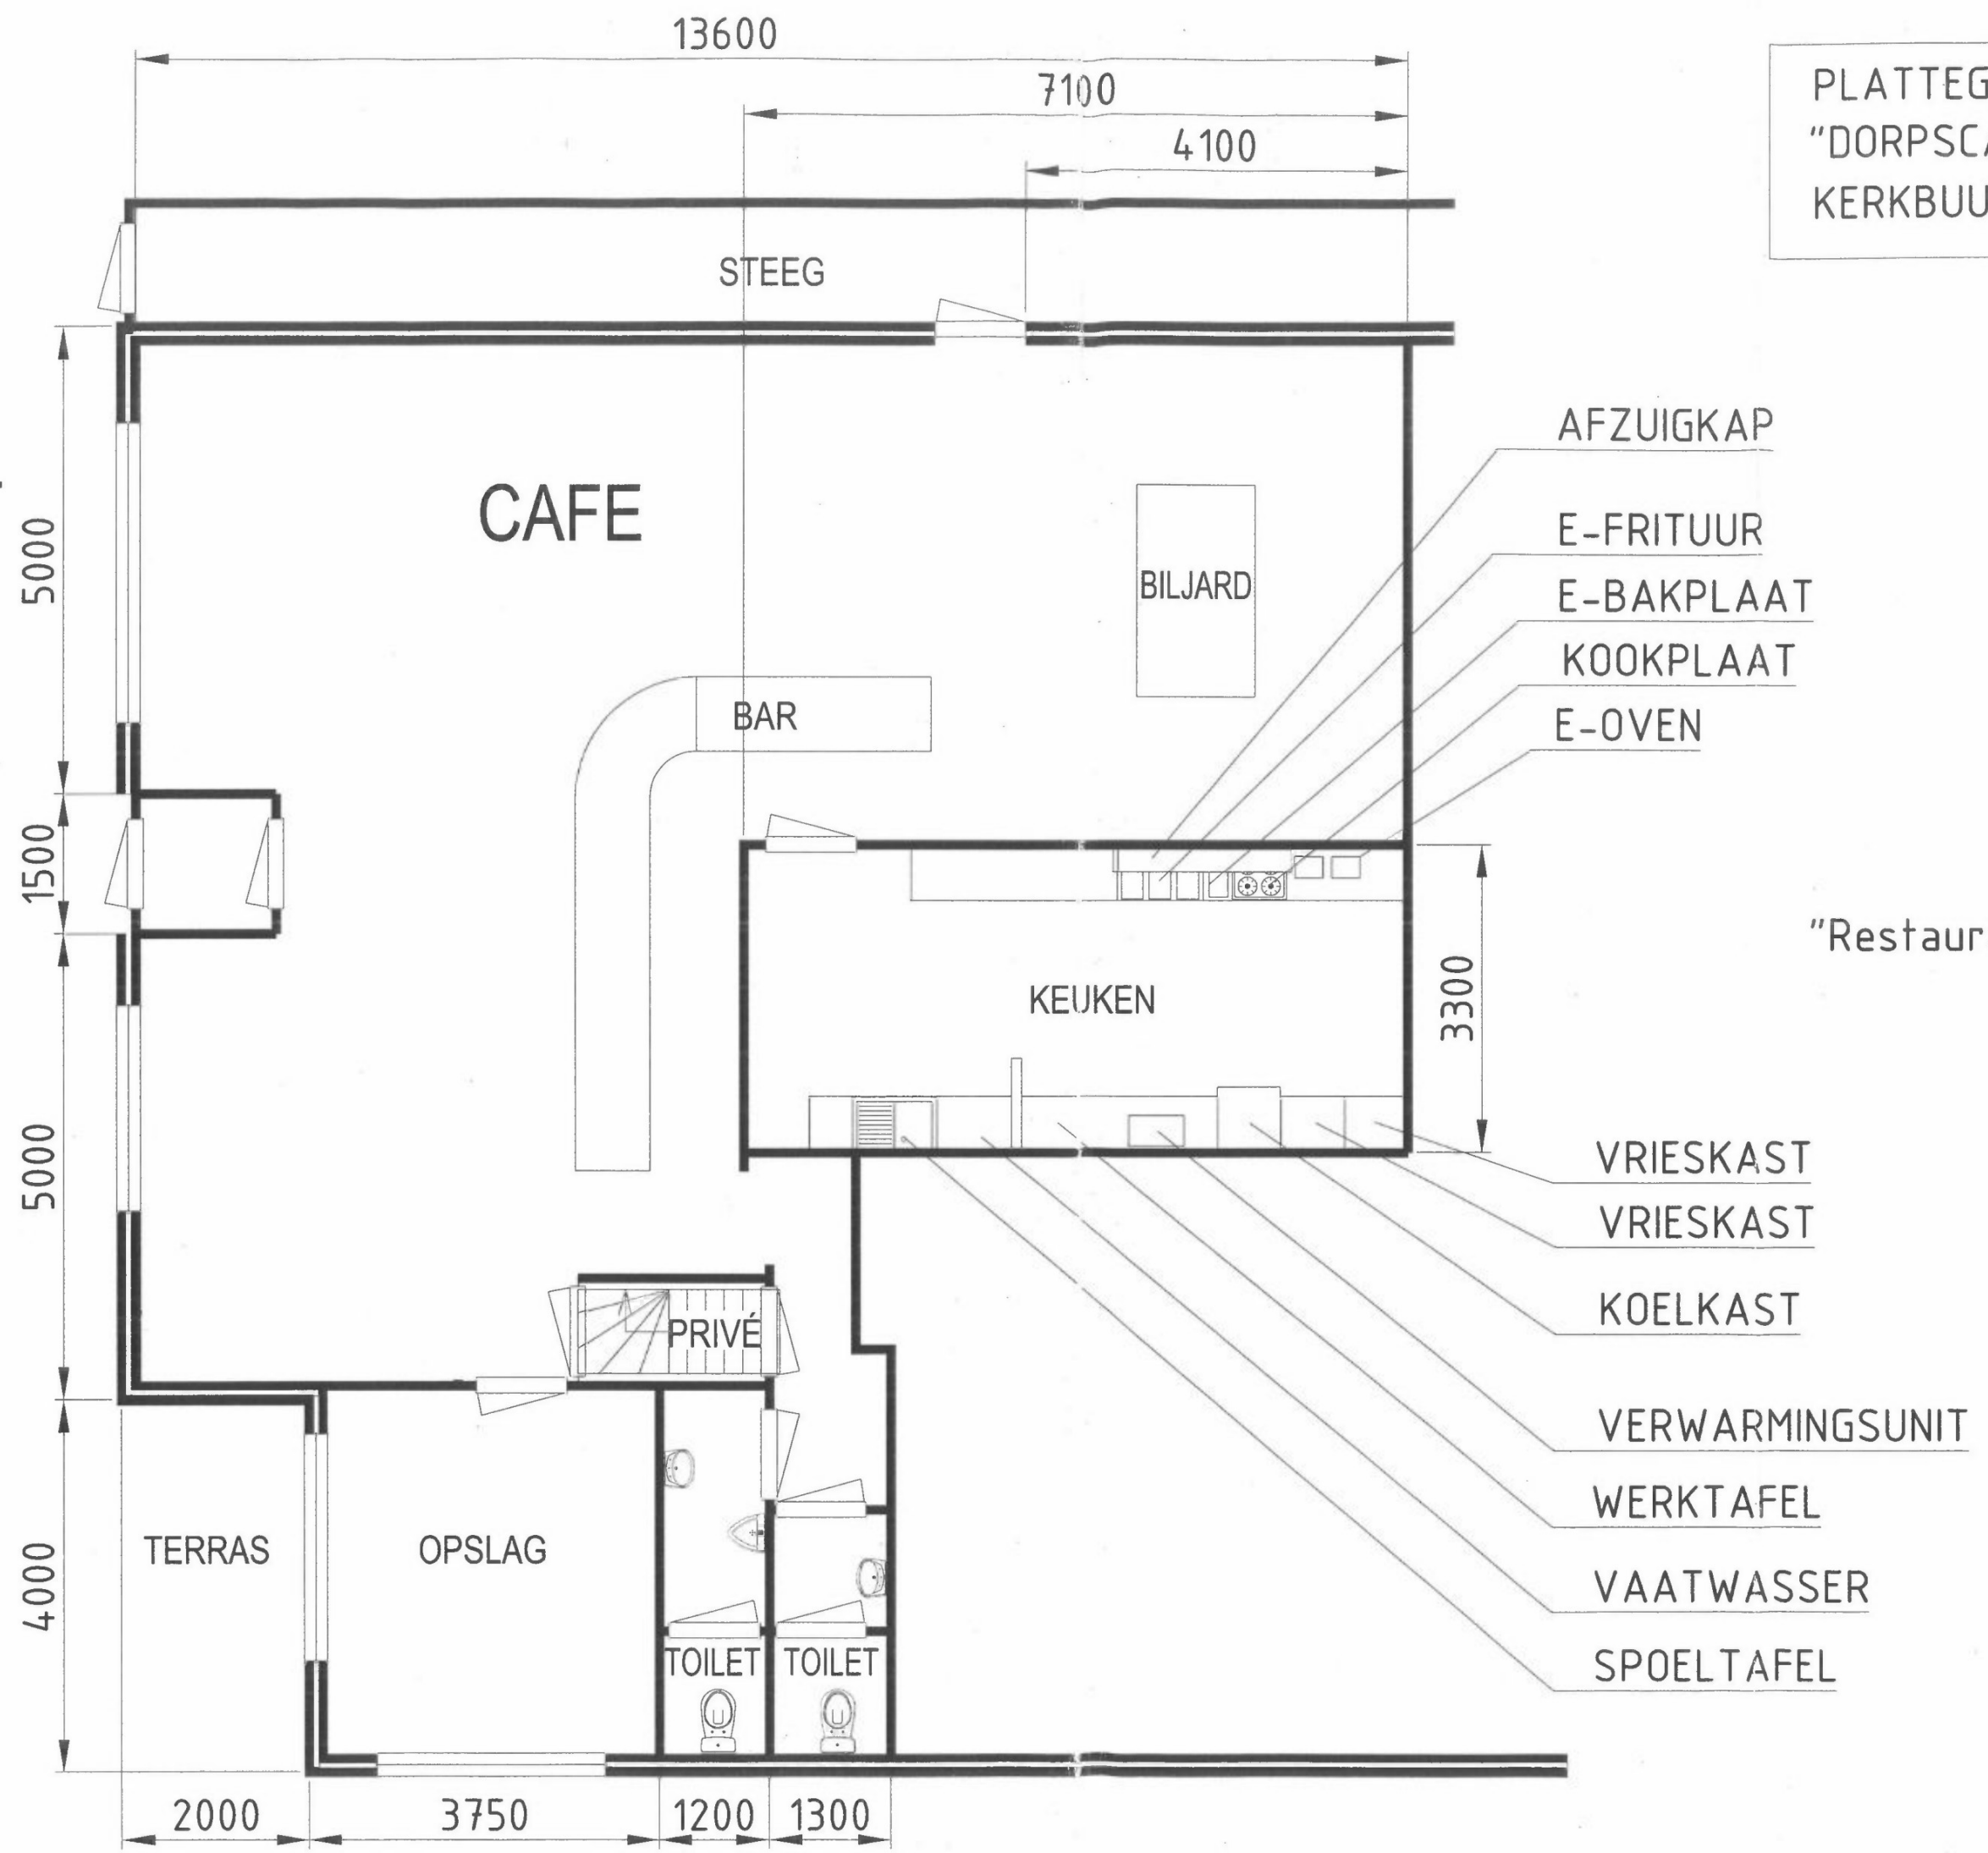 13600
7100
4100
PLATTEG
"DORPSCA
KERKBUU
STEEG
AFZUIGKAP
CAFE
5000
E-FRITUUR
BILJARD
E-BAKPLAAT
KOOKPLAAT
BAR
E-OVEN
1500
"Restaur
KEUKEN
3300
5000
VRIESKAST
VRIESKAST
KOELKAST
PRIVÉ
VERWARMINGSUNIT
WERKTAFEL
TERRAS
OPSLAG
4000
VAATWASSER
TOILET
TOILET
SPOELTAFEL
2000
3750
1200
1300